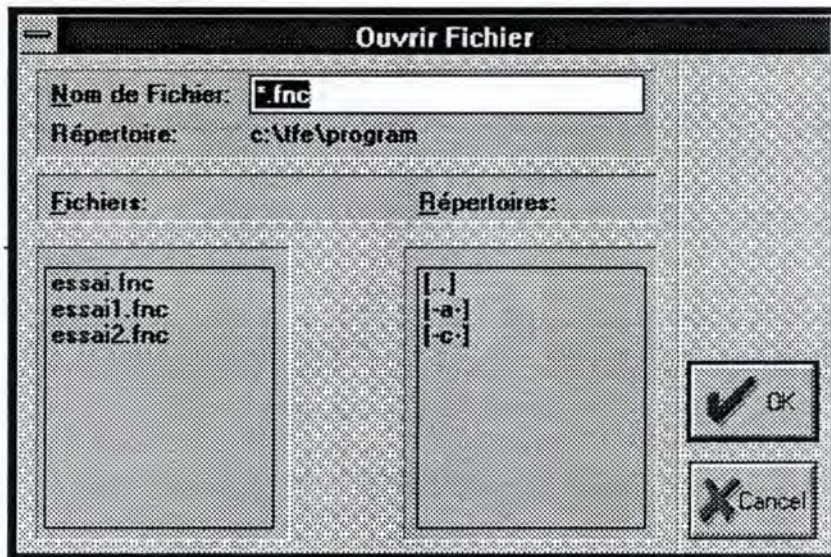 Ouvrir Fichier
Nom de Fichier: *.fnc
Répertoire: c:\tfe\program
Fichiers: Répertoires:
essai.fnc [..]
essai1.fnc [-a-]
essai2.fnc [-c-]
OK
Cancel